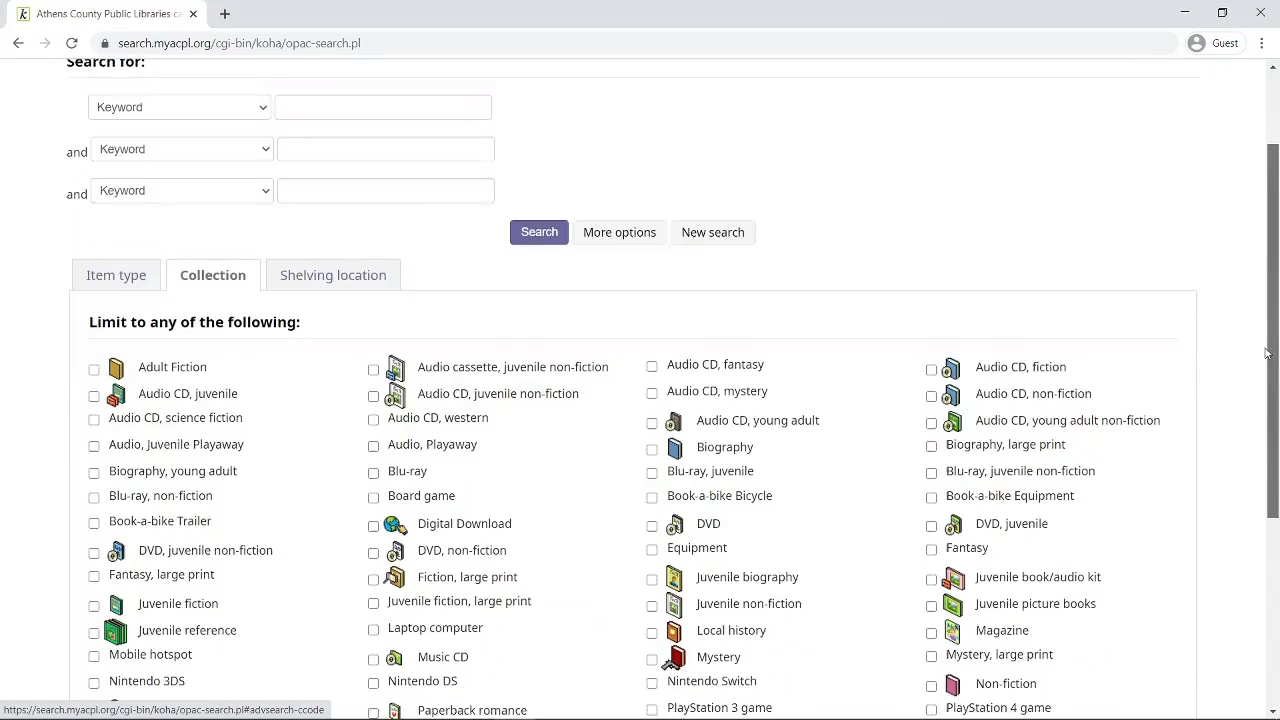 Athens County Public Libraries ca
search.myacpl.org/cgi-bin/koha/opac-search.pl
Guest
Search for:
Keyword
and Keyword
and Keyword
Search More options New search
Item type Collection Shelving location
Limit to any of the following:
Adult Fiction Audio cassette, juvenile non-fiction Audio CD, fantasy Audio CD, fiction
Audio CD, juvenile Audio CD, juvenile non-fiction Audio CD, mystery Audio CD, non-fiction
Audio CD, science fiction Audio CD, western Audio CD, young adult Audio CD, young adult non-fiction
Audio, Juvenile Playaway Audio, Playaway Biography Biography, large print
Biography, young adult Blu-ray Blu-ray, juvenile Blu-ray, juvenile non-fiction
Blu-ray, non-fiction Board game Book-a-bike Bicycle Book-a-bike Equipment
Book-a-bike Trailer Digital Download DVD DVD, juvenile
DVD, juvenile non-fiction DVD, non-fiction Equipment Fantasy
Fantasy, large print Fiction, large print Juvenile biography Juvenile book/audio kit
Juvenile fiction Juvenile fiction, large print Juvenile non-fiction Juvenile picture books
Juvenile reference Laptop computer Local history Magazine
Mobile hotspot Music CD Mystery Mystery, large print
Nintendo 3DS Nintendo DS Nintendo Switch Non-fiction
Paperback romance PlayStation 3 game PlayStation 4 game
https://search.myacpl.org/cgi-bin/koha/opac-search.pl#advsearch-ccode